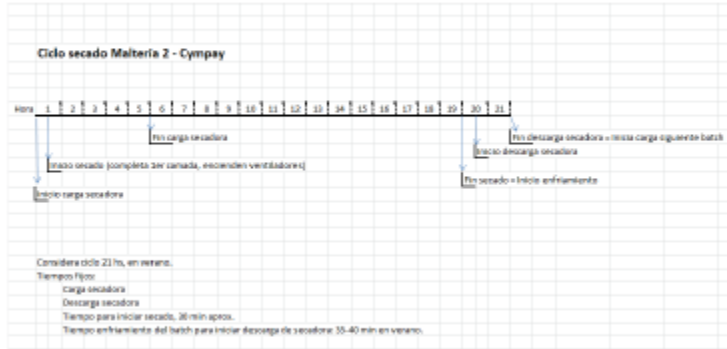 Ciclo secado Maltería 2 - Cympay
Hora 1 2 3 4 5 6 7 8 9 10 11 12 13 14 15 16 17 18 19 20 21
Fin carga secadora
Fin descarga secadora = Inicia carga siguiente batch
Inicio descarga secadora
Inicio secado (completa 1er camada, encienden ventiladores)
Fin secado = Inicio enfriamiento
Inicio carga secadora
Considera ciclo 21 hs, en verano.
Tiempos fijos:
Carga secadora
Descarga secadora
Tiempo para iniciar secado, 30 min aprox.
Tiempo enfriamiento del batch para iniciar descarga de secadora: 35-40 min en verano.